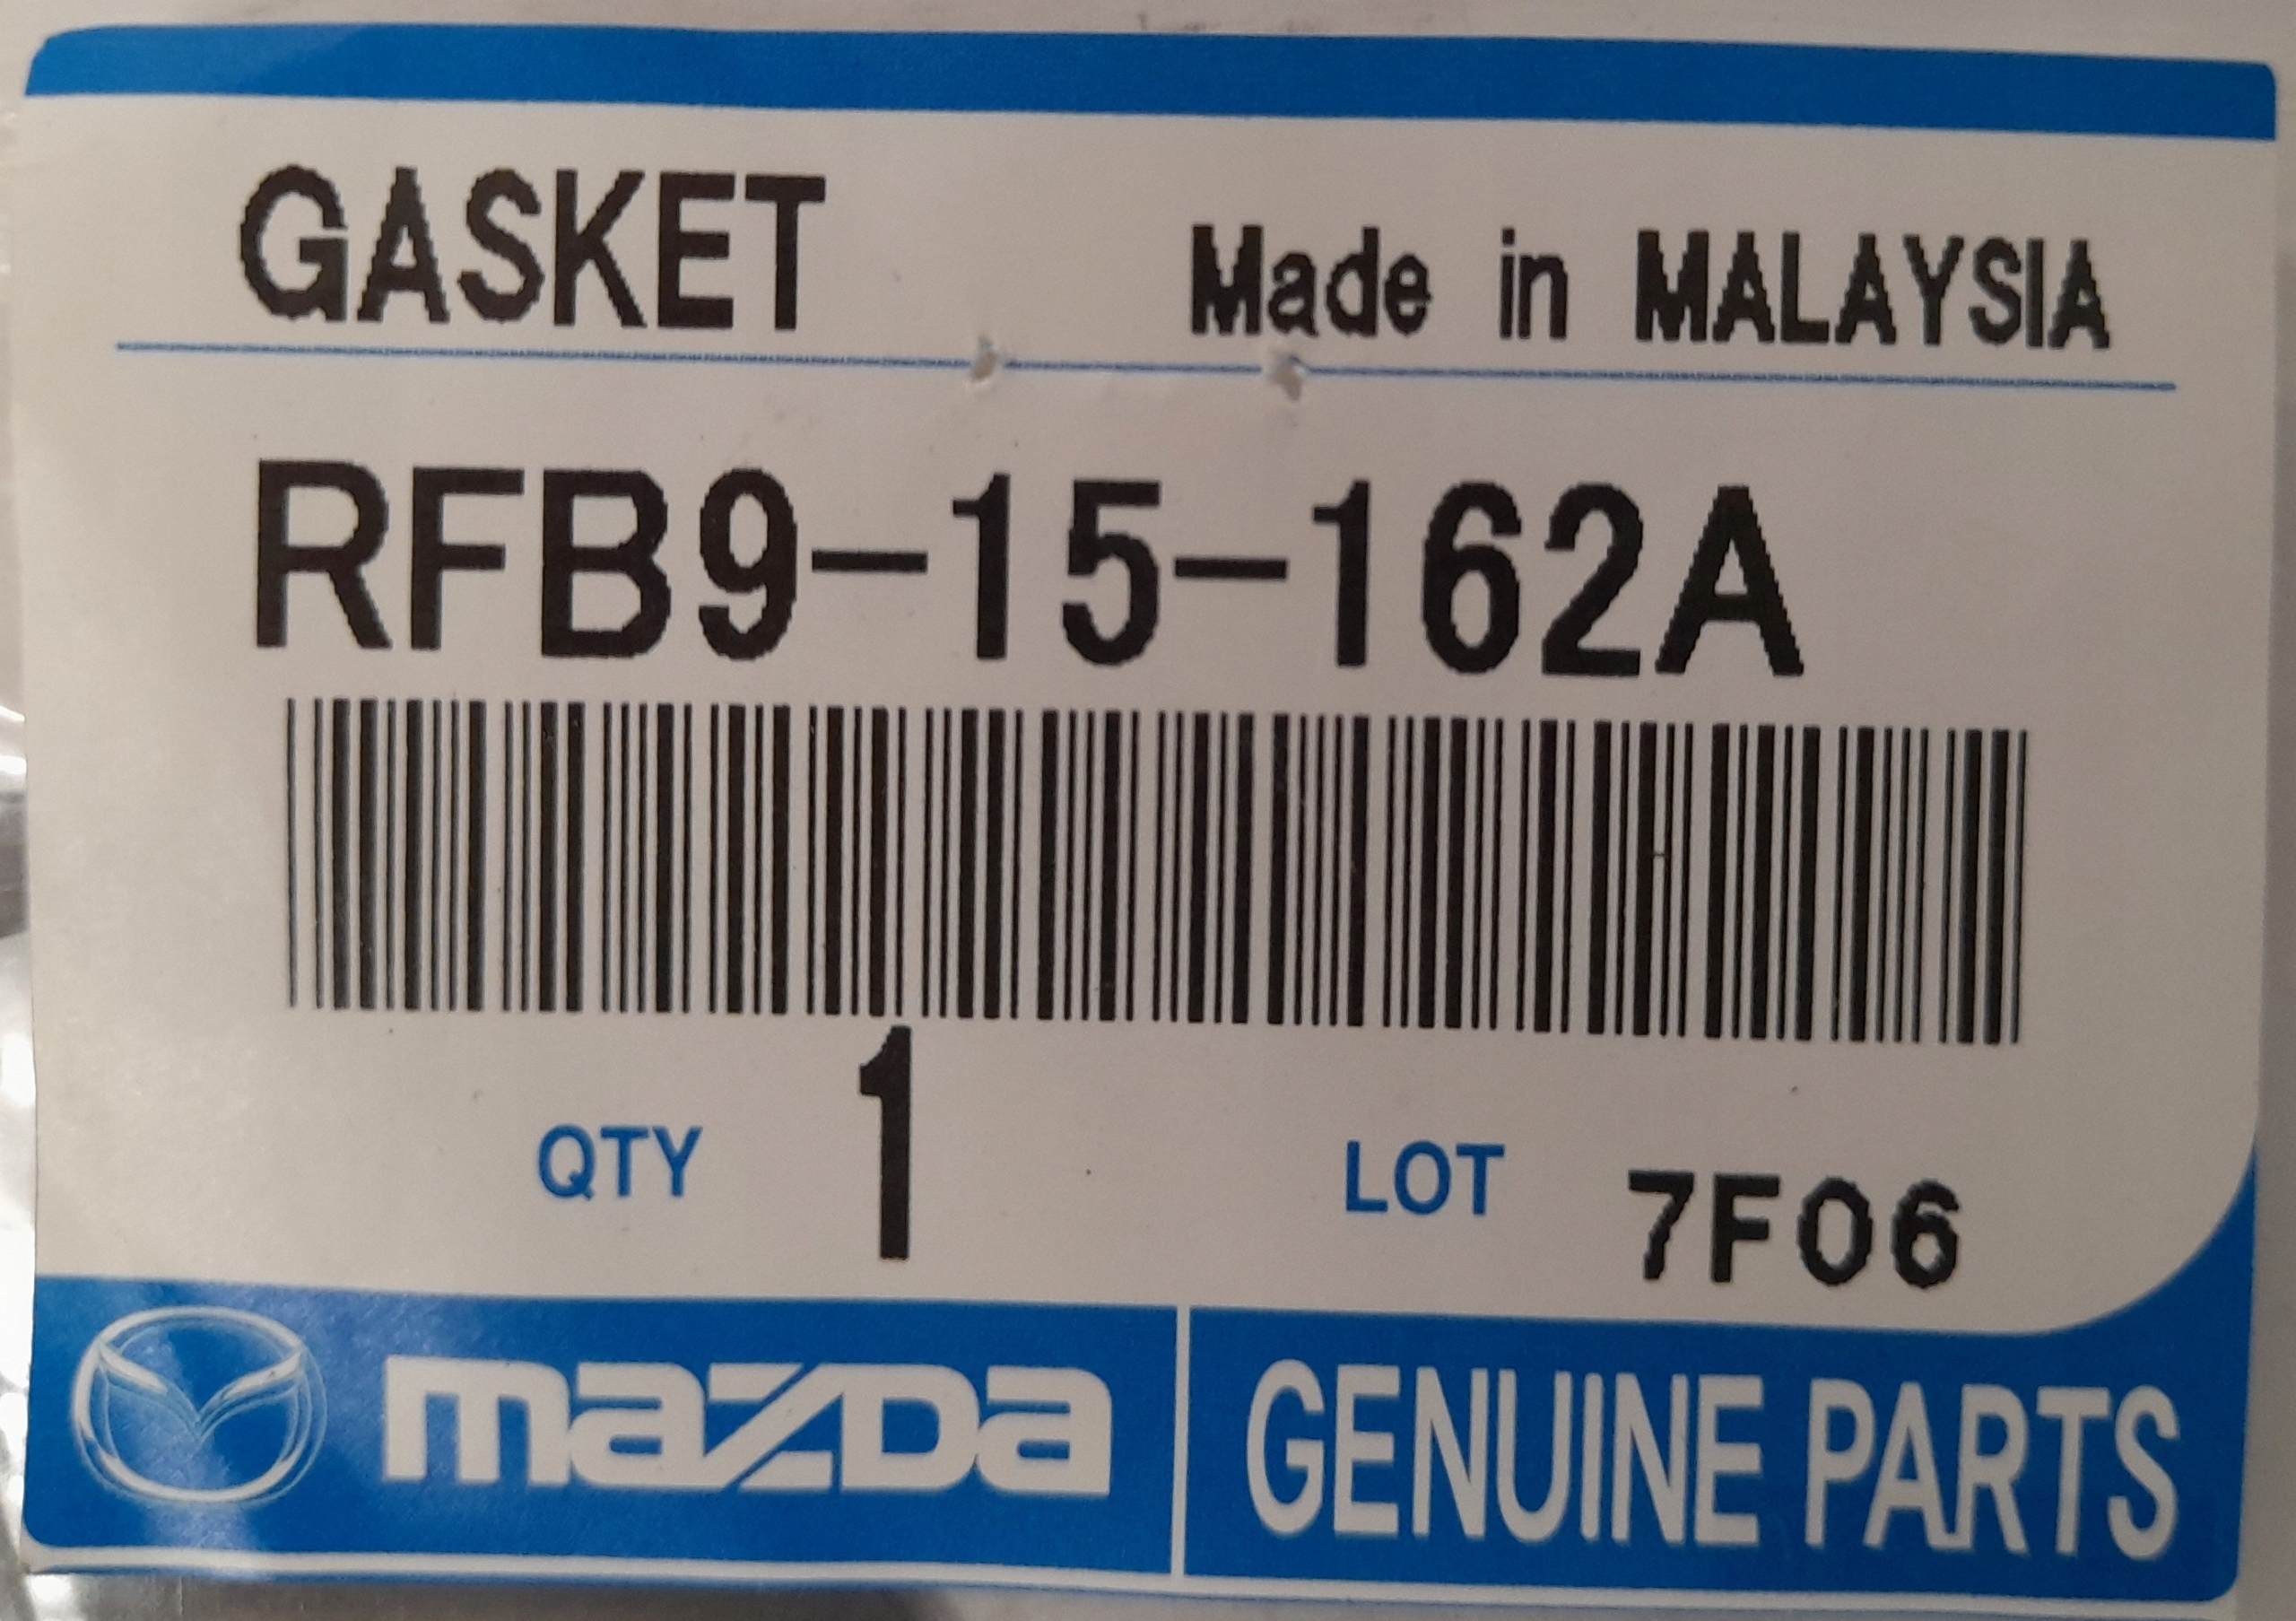 GASKET Made in MALAYSIA
RFB9-15-162A
QTY 1 LOT 7F06
mazda GENUINE PARTS